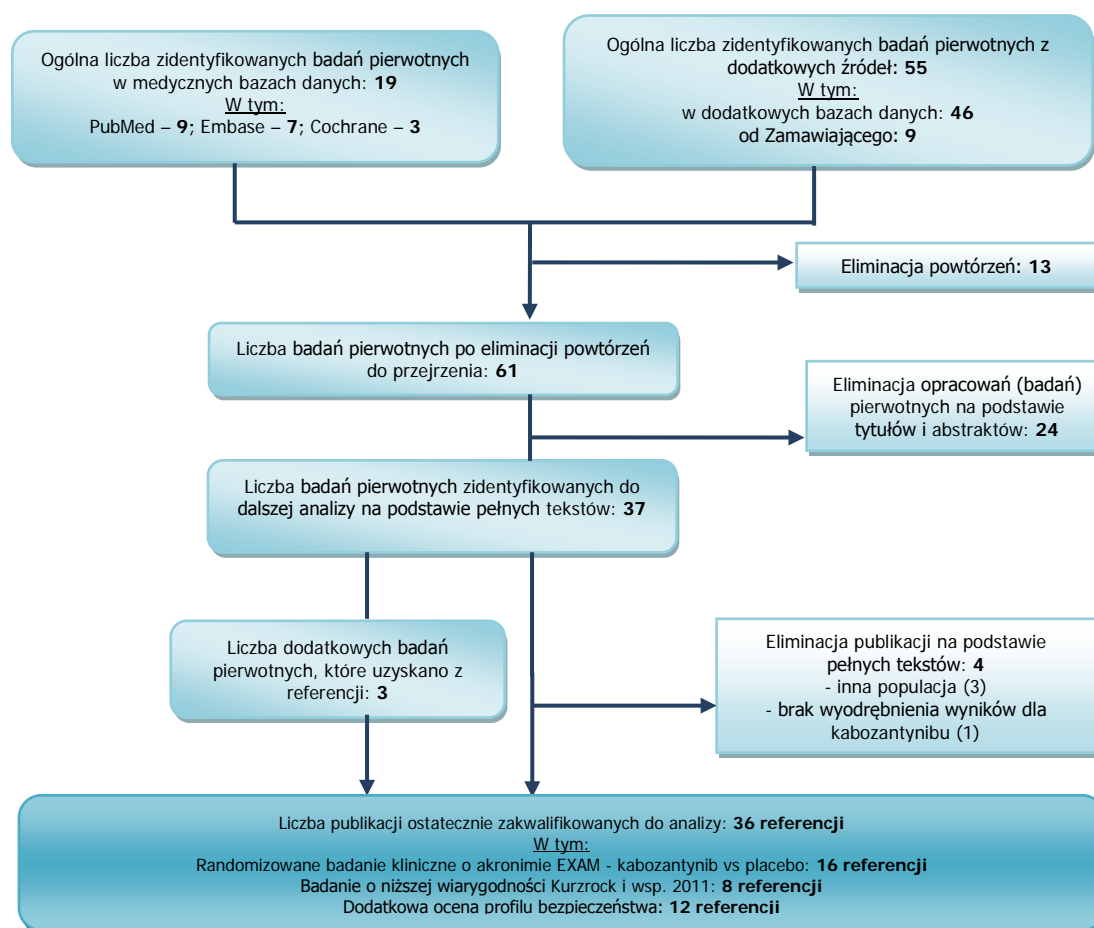 Ogólna liczba zidentyfikowanych badań pierwotnych
w medycznych bazach danych: 19
W tym:
PubMed – 9; Embase – 7; Cochrane – 3
Ogólna liczba zidentyfikowanych badań pierwotnych z
dodatkowych źródeł: 55
W tym:
w dodatkowych bazach danych: 46
od Zamawiającego: 9
Eliminacja powtórzeń: 13
Liczba badań pierwotnych po eliminacji powtórzeń
do przejrzenia: 61
Eliminacja opracowań (badań)
pierwotnych na podstawie
tytułów i abstraktów: 24
Liczba badań pierwotnych zidentyfikowanych do
dalszej analizy na podstawie pełnych tekstów: 37
Liczba dodatkowych badań
pierwotnych, które uzyskano z
referencji: 3
Eliminacja publikacji na podstawie
pełnych tekstów: 4
- inna populacja (3)
- brak wyodrębnienia wyników dla
kabozantynibu (1)
Liczba publikacji ostatecznie zakwalifikowanych do analizy: 36 referencji
W tym:
Randomizowane badanie kliniczne o akronimie EXAM - kabozantynib vs placebo: 16 referencji
Badanie o niższej wiarygodności Kurzrock i wsp. 2011: 8 referencji
Dodatkowa ocena profilu bezpieczeństwa: 12 referencji